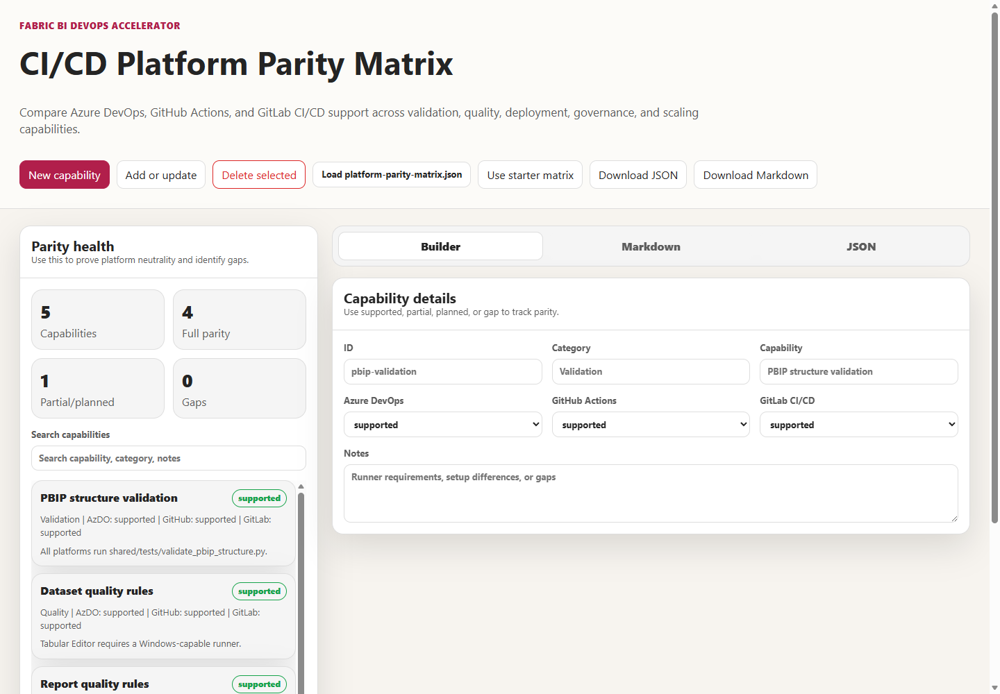 FABRIC BI DEVOPS ACCELERATOR
CI/CD Platform Parity Matrix
Compare Azure DevOps, GitHub Actions, and GitLab CI/CD support across validation, quality, deployment, governance, and scaling
capabilities.
New capability
Add or update
Delete selected
Load platform-parity-matrix.json
Use starter matrix
Download JSON
Download Markdown
Parity health
Use this to prove platform neutrality and identify gaps.
5
Capabilities
4
Full parity
1
Partial/planned
0
Gaps
Search capabilities
Search capability, category, notes
PBIP structure validation
supported
Validation | AzDO: supported | GitHub: supported | GitLab:
supported
All platforms run shared/tests/validate_pbip_structure.py.
Dataset quality rules
supported
Quality | AzDO: supported | GitHub: supported | GitLab:
supported
Tabular Editor requires a Windows-capable runner.
Report quality rules
supported
Builder
Markdown
JSON
Capability details
Use supported, partial, planned, or gap to track parity.
ID
Category
Capability
pbip-validation
Validation
PBIP structure validation
Azure DevOps
GitHub Actions
GitLab CI/CD
supported
supported
supported
Notes
Runner requirements, setup differences, or gaps